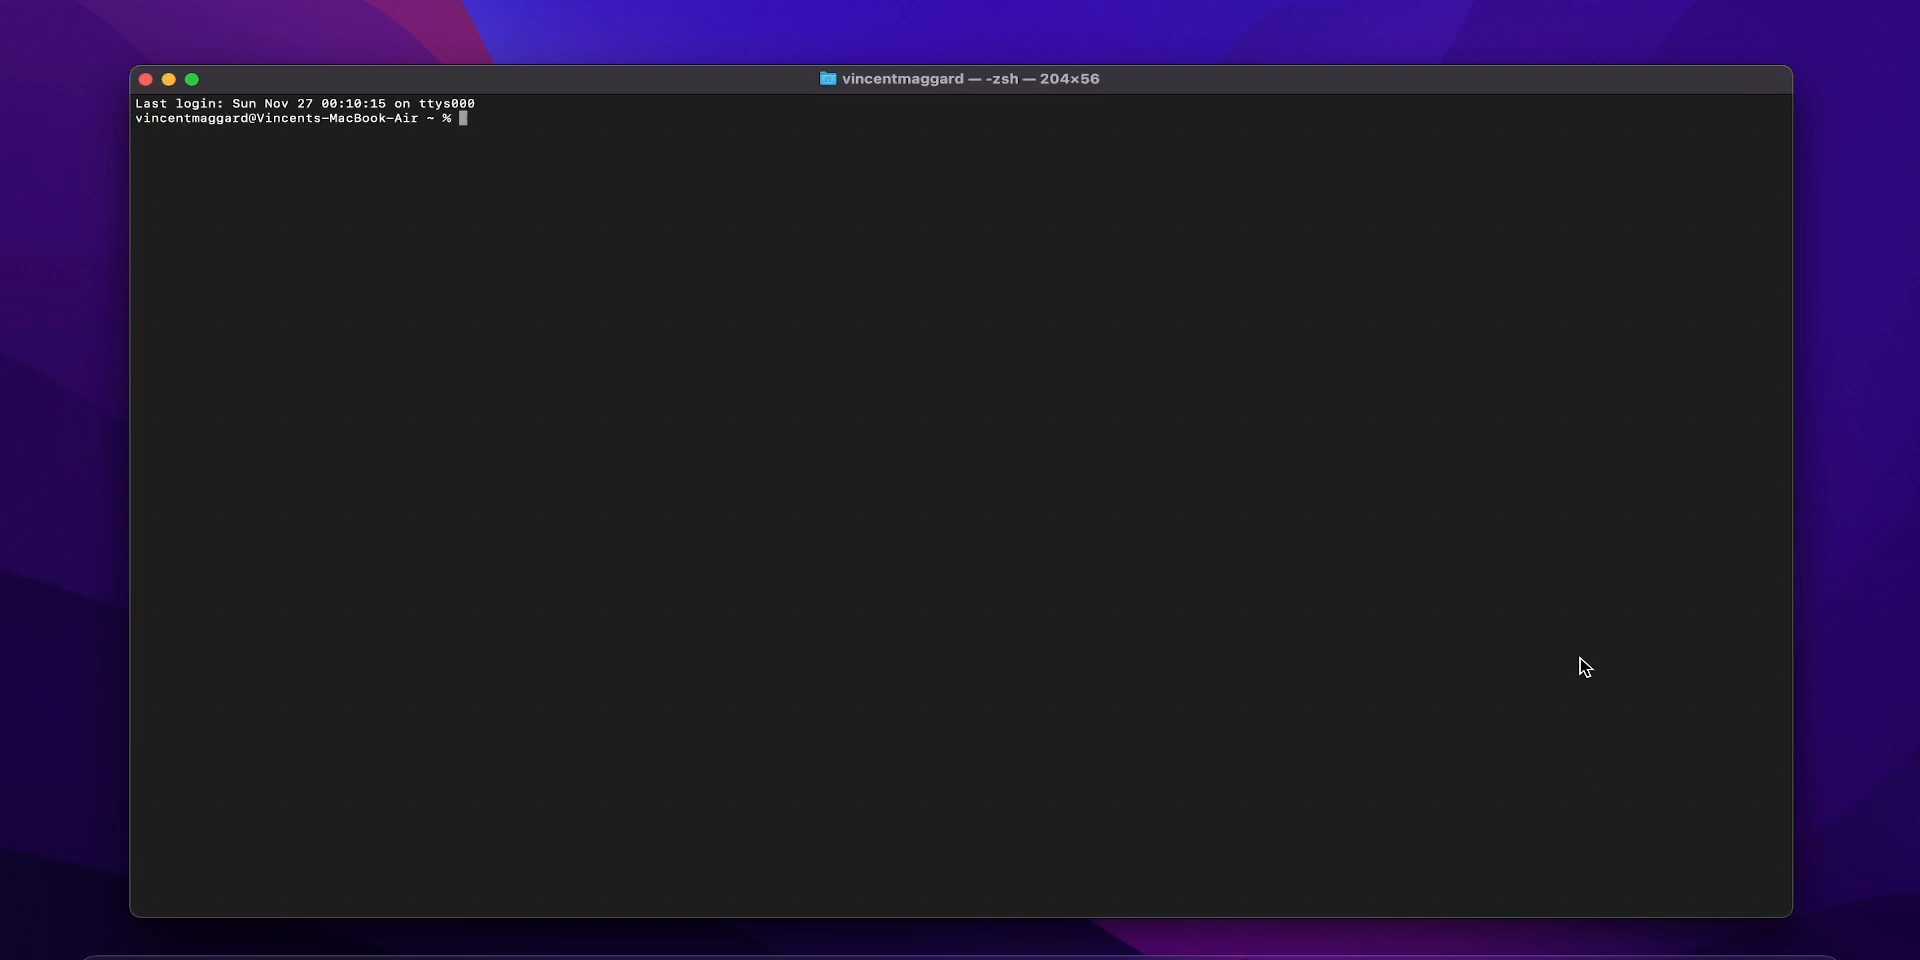 vincentmaggard — -zsh — 204×56
Last login: Sun Nov 27 00:10:15 on ttys000
vincentmaggard@Vincents-MacBook-Air ~ %